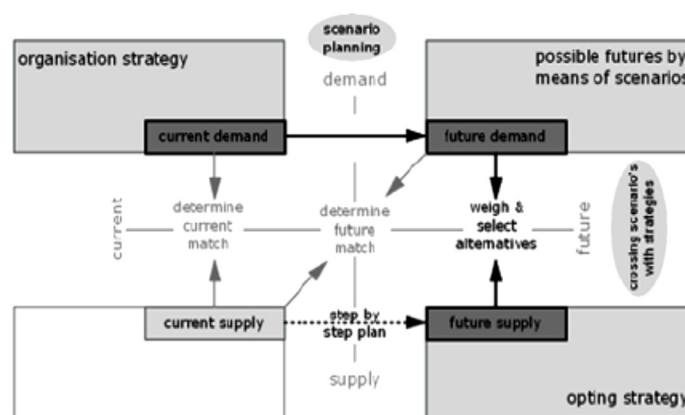 scenario
planning
organisation strategy
possible futures by
means of scenarios
demand
current demand
future demand
current
determine
current
match
determine
future
match
weigh &
select
alternatives
future
crossing scenario's
with strategies
current supply
step by
step plan
future supply
supply
opting strategy